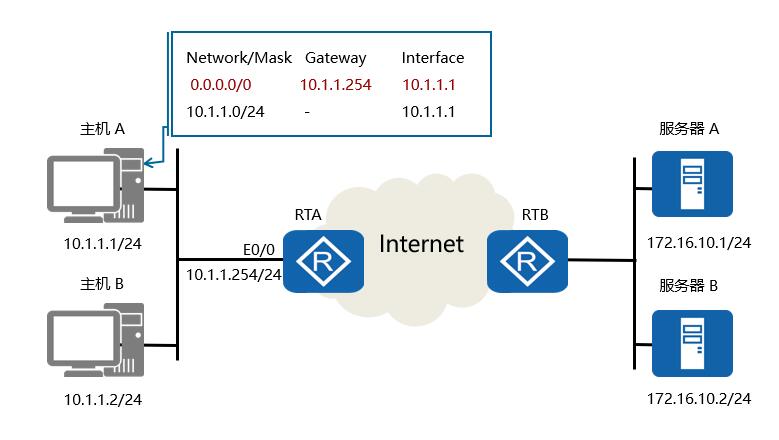 Network/Mask Gateway Interface
0.0.0.0/0 10.1.1.254 10.1.1.1
10.1.1.0/24 - 10.1.1.1
主机 A
10.1.1.1/24
主机 B
10.1.1.2/24
E0/0
10.1.1.254/24
RTA
R
Internet
RTB
R
服务器 A
172.16.10.1/24
服务器 B
172.16.10.2/24